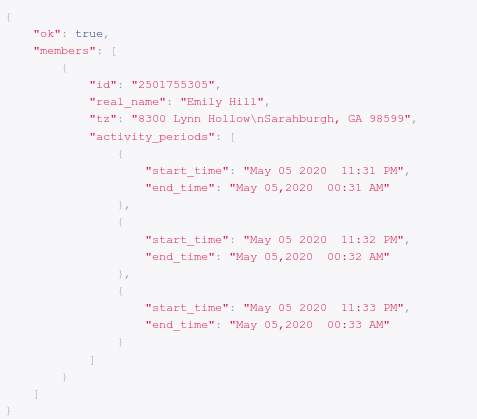 {
    "ok": true,
    "members": [
        {
            "id": "2501755305",
            "real_name": "Emily Hill",
            "tz": "8300 Lynn Hollow\nSarahburgh, GA 98599",
            "activity_periods": [
                {
                    "start_time": "May 05 2020  11:31 PM",
                    "end_time": "May 05,2020  00:31 AM"
                },
                {
                    "start_time": "May 05 2020  11:32 PM",
                    "end_time": "May 05,2020  00:32 AM"
                },
                {
                    "start_time": "May 05 2020  11:33 PM",
                    "end_time": "May 05,2020  00:33 AM"
                }
            ]
        }
    ]
}